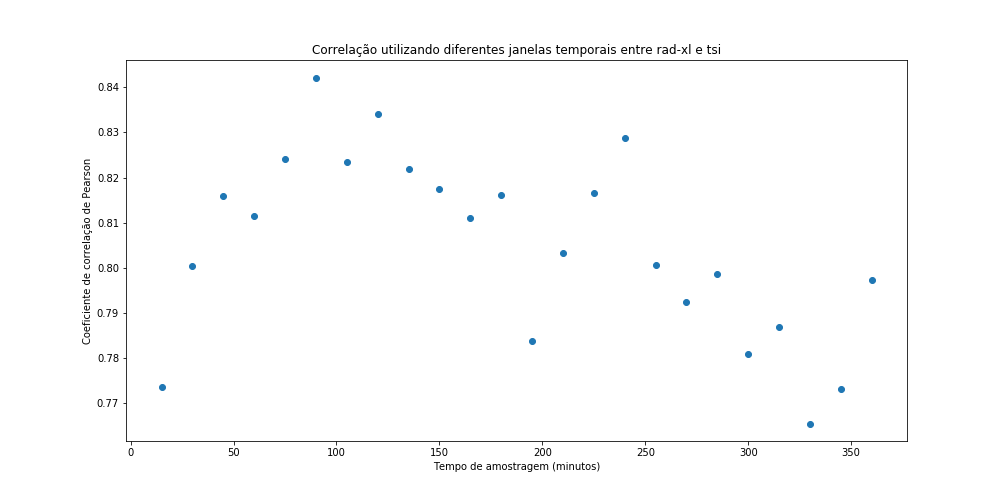 Correlação utilizando diferentes janelas temporais entre rad-xl e tsi
Coeficiente de correlação de Pearson
0.84
0.83
0.82
0.81
0.80
0.79
0.78
0.77
0 50 100 150 200 250 300 350
Tempo de amostragem (minutos)